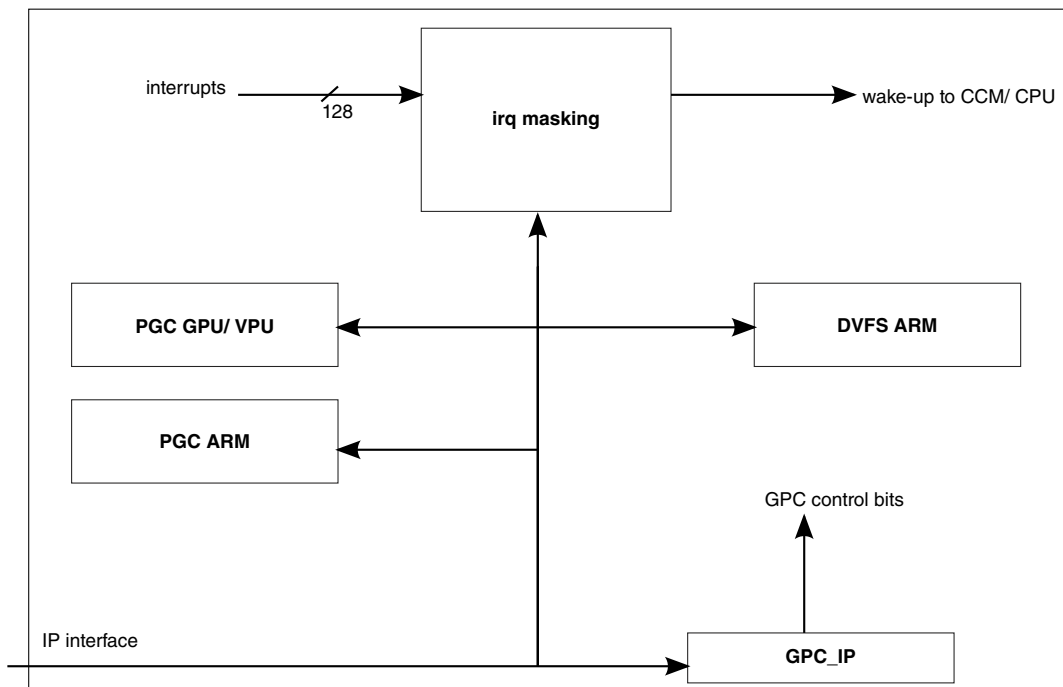 interrupts
128
irq masking
wake-up to CCM/ CPU
PGC GPU/ VPU
DVFS ARM
PGC ARM
GPC control bits
IP interface
GPC_IP